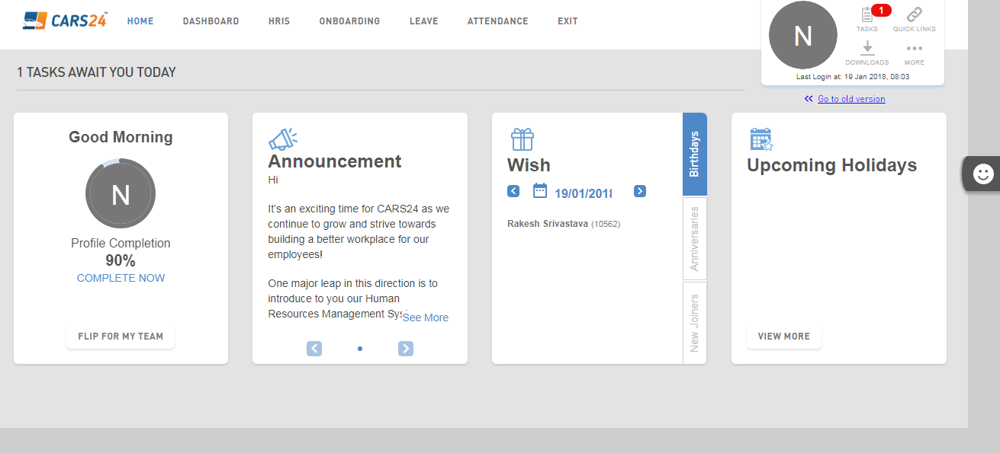 CARS24
HOME DASHBOARD HRIS ONBOARDING LEAVE ATTENDANCE EXIT
N
1
TASKS QUICK LINKS
DOWNLOADS MORE
Last Login at: 19 Jan 2018, 08:03
Go to old version
1 TASKS AWAIT YOU TODAY
Good Morning
N
Profile Completion
90%
COMPLETE NOW
FLIP FOR MY TEAM
Announcement
Hi
It's an exciting time for CARS24 as we
continue to grow and strive towards
building a better workplace for our
employees!
One major leap in this direction is to
introduce to you our Human
Resources Management Sys
See More
Wish
19/01/2018
Rakesh Srivastava (10562)
Birthdays
Anniversaries
New Joiners
Upcoming Holidays
VIEW MORE